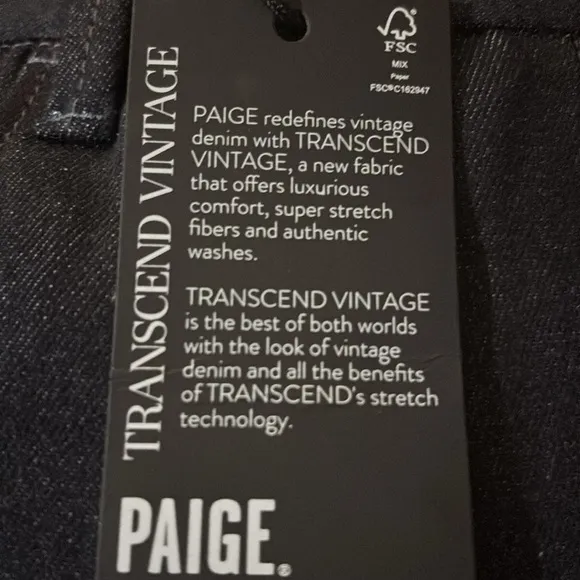 FSC
MIX
Paper
FSC® C162947
TRANSCEND VINTAGE
PAIGE redefines vintage
denim with TRANSCEND
VINTAGE, a new fabric
that offers luxurious
comfort, super stretch
fibers and authentic
washes.
TRANSCEND VINTAGE
is the best of both worlds
with the look of vintage
denim and all the benefits
of TRANSCEND's stretch
technology.
PAIGE®